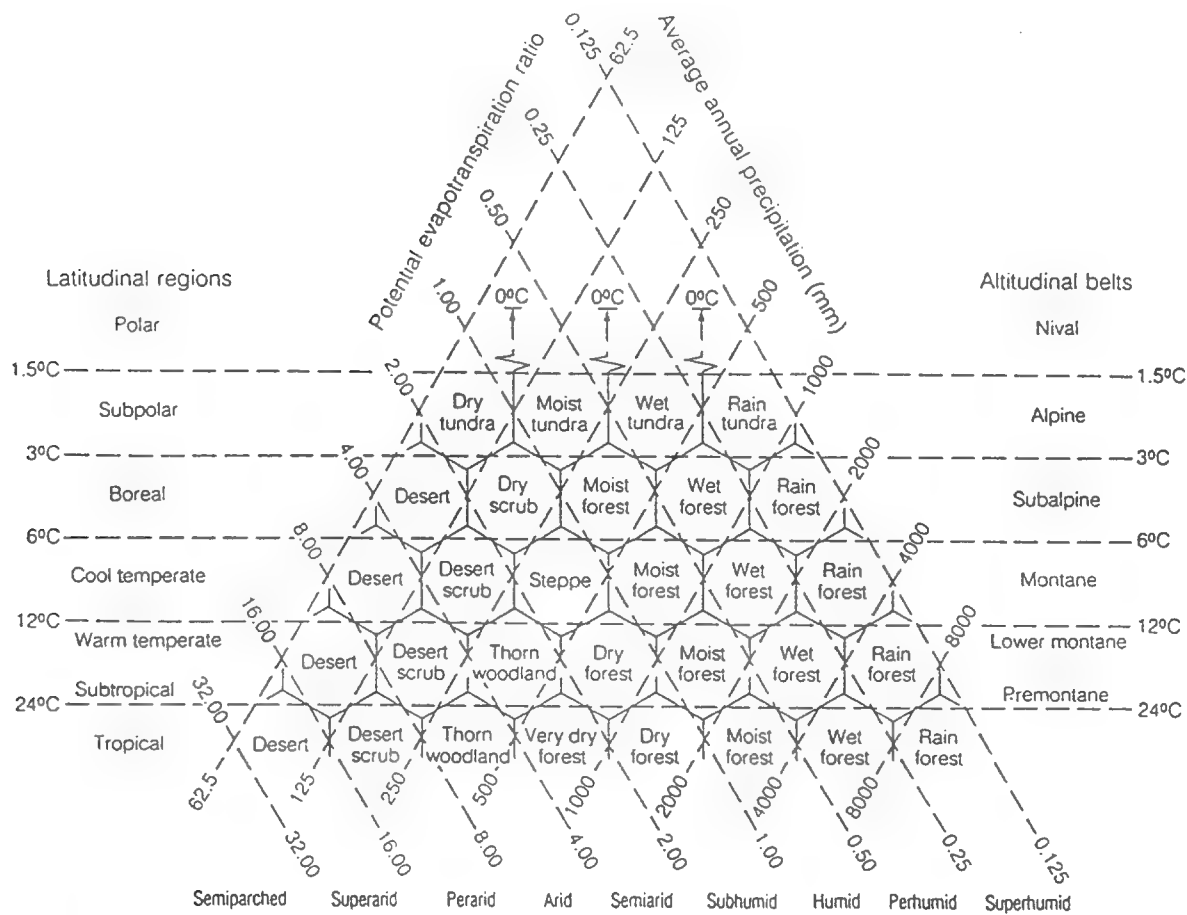 Potential evapotranspiration ratio
Average annual precipitation (mm)
0.125 62.5
0.25 125
0.50 250
1.00 0ºC 0ºC 0ºC 500
Latitudinal regions Altitudinal belts
Polar Nival
1.5ºC 2.00 1000 1.5ºC
Subpolar Dry tundra Moist tundra Wet tundra Rain tundra Alpine
3ºC 4.00 2000 3ºC
Boreal Desert Dry scrub Moist forest Wet forest Rain forest Subalpine
6ºC 8.00 4000 6ºC
Cool temperate Desert Desert scrub Steppe Moist forest Wet forest Rain forest Montane
12ºC 16.00 8000 12ºC
Warm temperate Lower montane
Desert Desert scrub Thorn woodland Dry forest Moist forest Wet forest Rain forest
Subtropical Premontane
24ºC 32.00 24ºC
Tropical Desert Desert scrub Thorn woodland Very dry forest Dry forest Moist forest Wet forest Rain forest
62.5 125 250 500 1000 2000 4000 8000
32.00 16.00 8.00 4.00 2.00 1.00 0.50 0.25 0.125
Semiparched Superarid Perarid Arid Semiarid Subhumid Humid Perhumid Superhumid